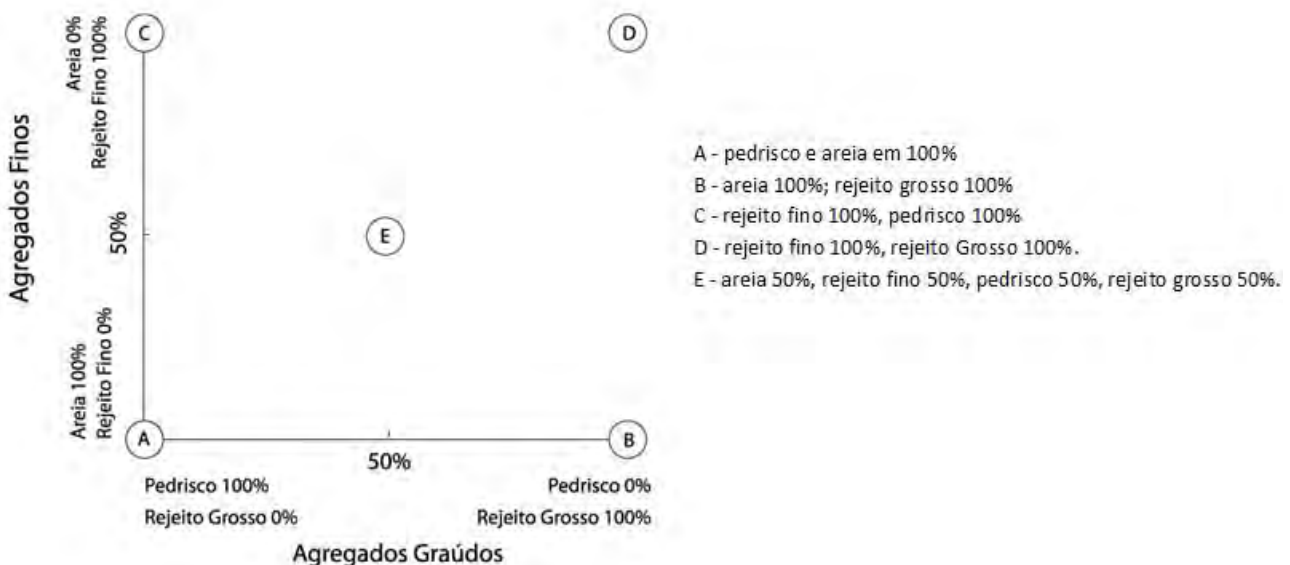 C
D
Areia 0%
Rejeito Fino 100%
Agregados Finos
50%
E
Areia 100%
Rejeito Fino 0%
A
B
50%
Pedrisco 100%
Pedrisco 0%
Rejeito Grosso 0%
Rejeito Grosso 100%
Agregados Graúdos
A - pedrisco e areia em 100%
B - areia 100%; rejeito grosso 100%
C - rejeito fino 100%, pedrisco 100%
D - rejeito fino 100%, rejeito Grosso 100%.
E - areia 50%, rejeito fino 50%, pedrisco 50%, rejeito grosso 50%.